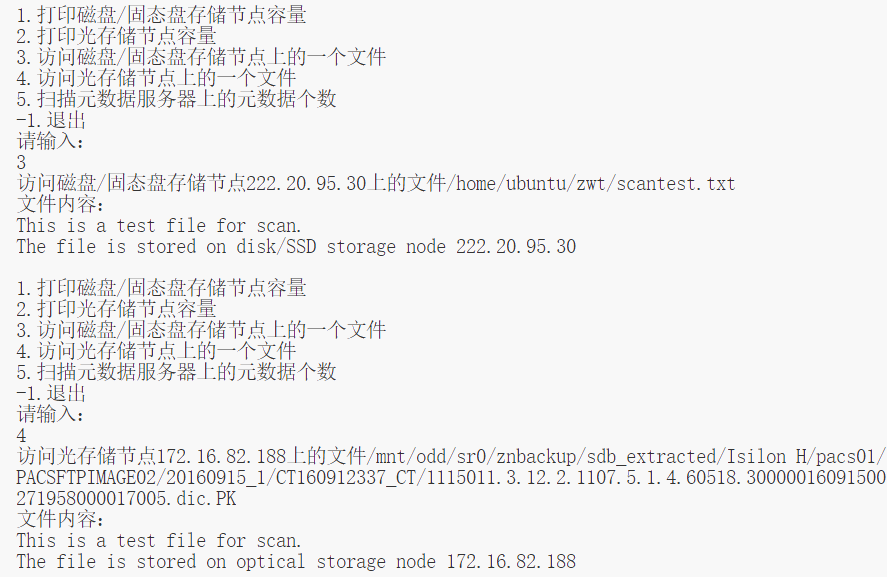 1.打印磁盘/固态盘存储节点容量
2.打印光存储节点容量
3.访问磁盘/固态盘存储节点上的一个文件
4.访问光存储节点上的一个文件
5.扫描元数据服务器上的元数据个数
-1.退出
请输入:
3
访问磁盘/固态盘存储节点222.20.95.30上的文件/home/ubuntu/zwt/scantest.txt
文件内容:
This is a test file for scan.
The file is stored on disk/SSD storage node 222.20.95.30
1.打印磁盘/固态盘存储节点容量
2.打印光存储节点容量
3.访问磁盘/固态盘存储节点上的一个文件
4.访问光存储节点上的一个文件
5.扫描元数据服务器上的元数据个数
-1.退出
请输入:
4
访问光存储节点172.16.82.188上的文件/mnt/odd/sr0/znbackup/sdb_extracted/Isilon H/pacs01/
PACSFTPIMAGE02/20160915_1/CT160912337_CT/1115011.3.12.2.1107.5.1.4.60518.300000160915000
271958000017005.dic.PK
文件内容:
This is a test file for scan.
The file is stored on optical storage node 172.16.82.188